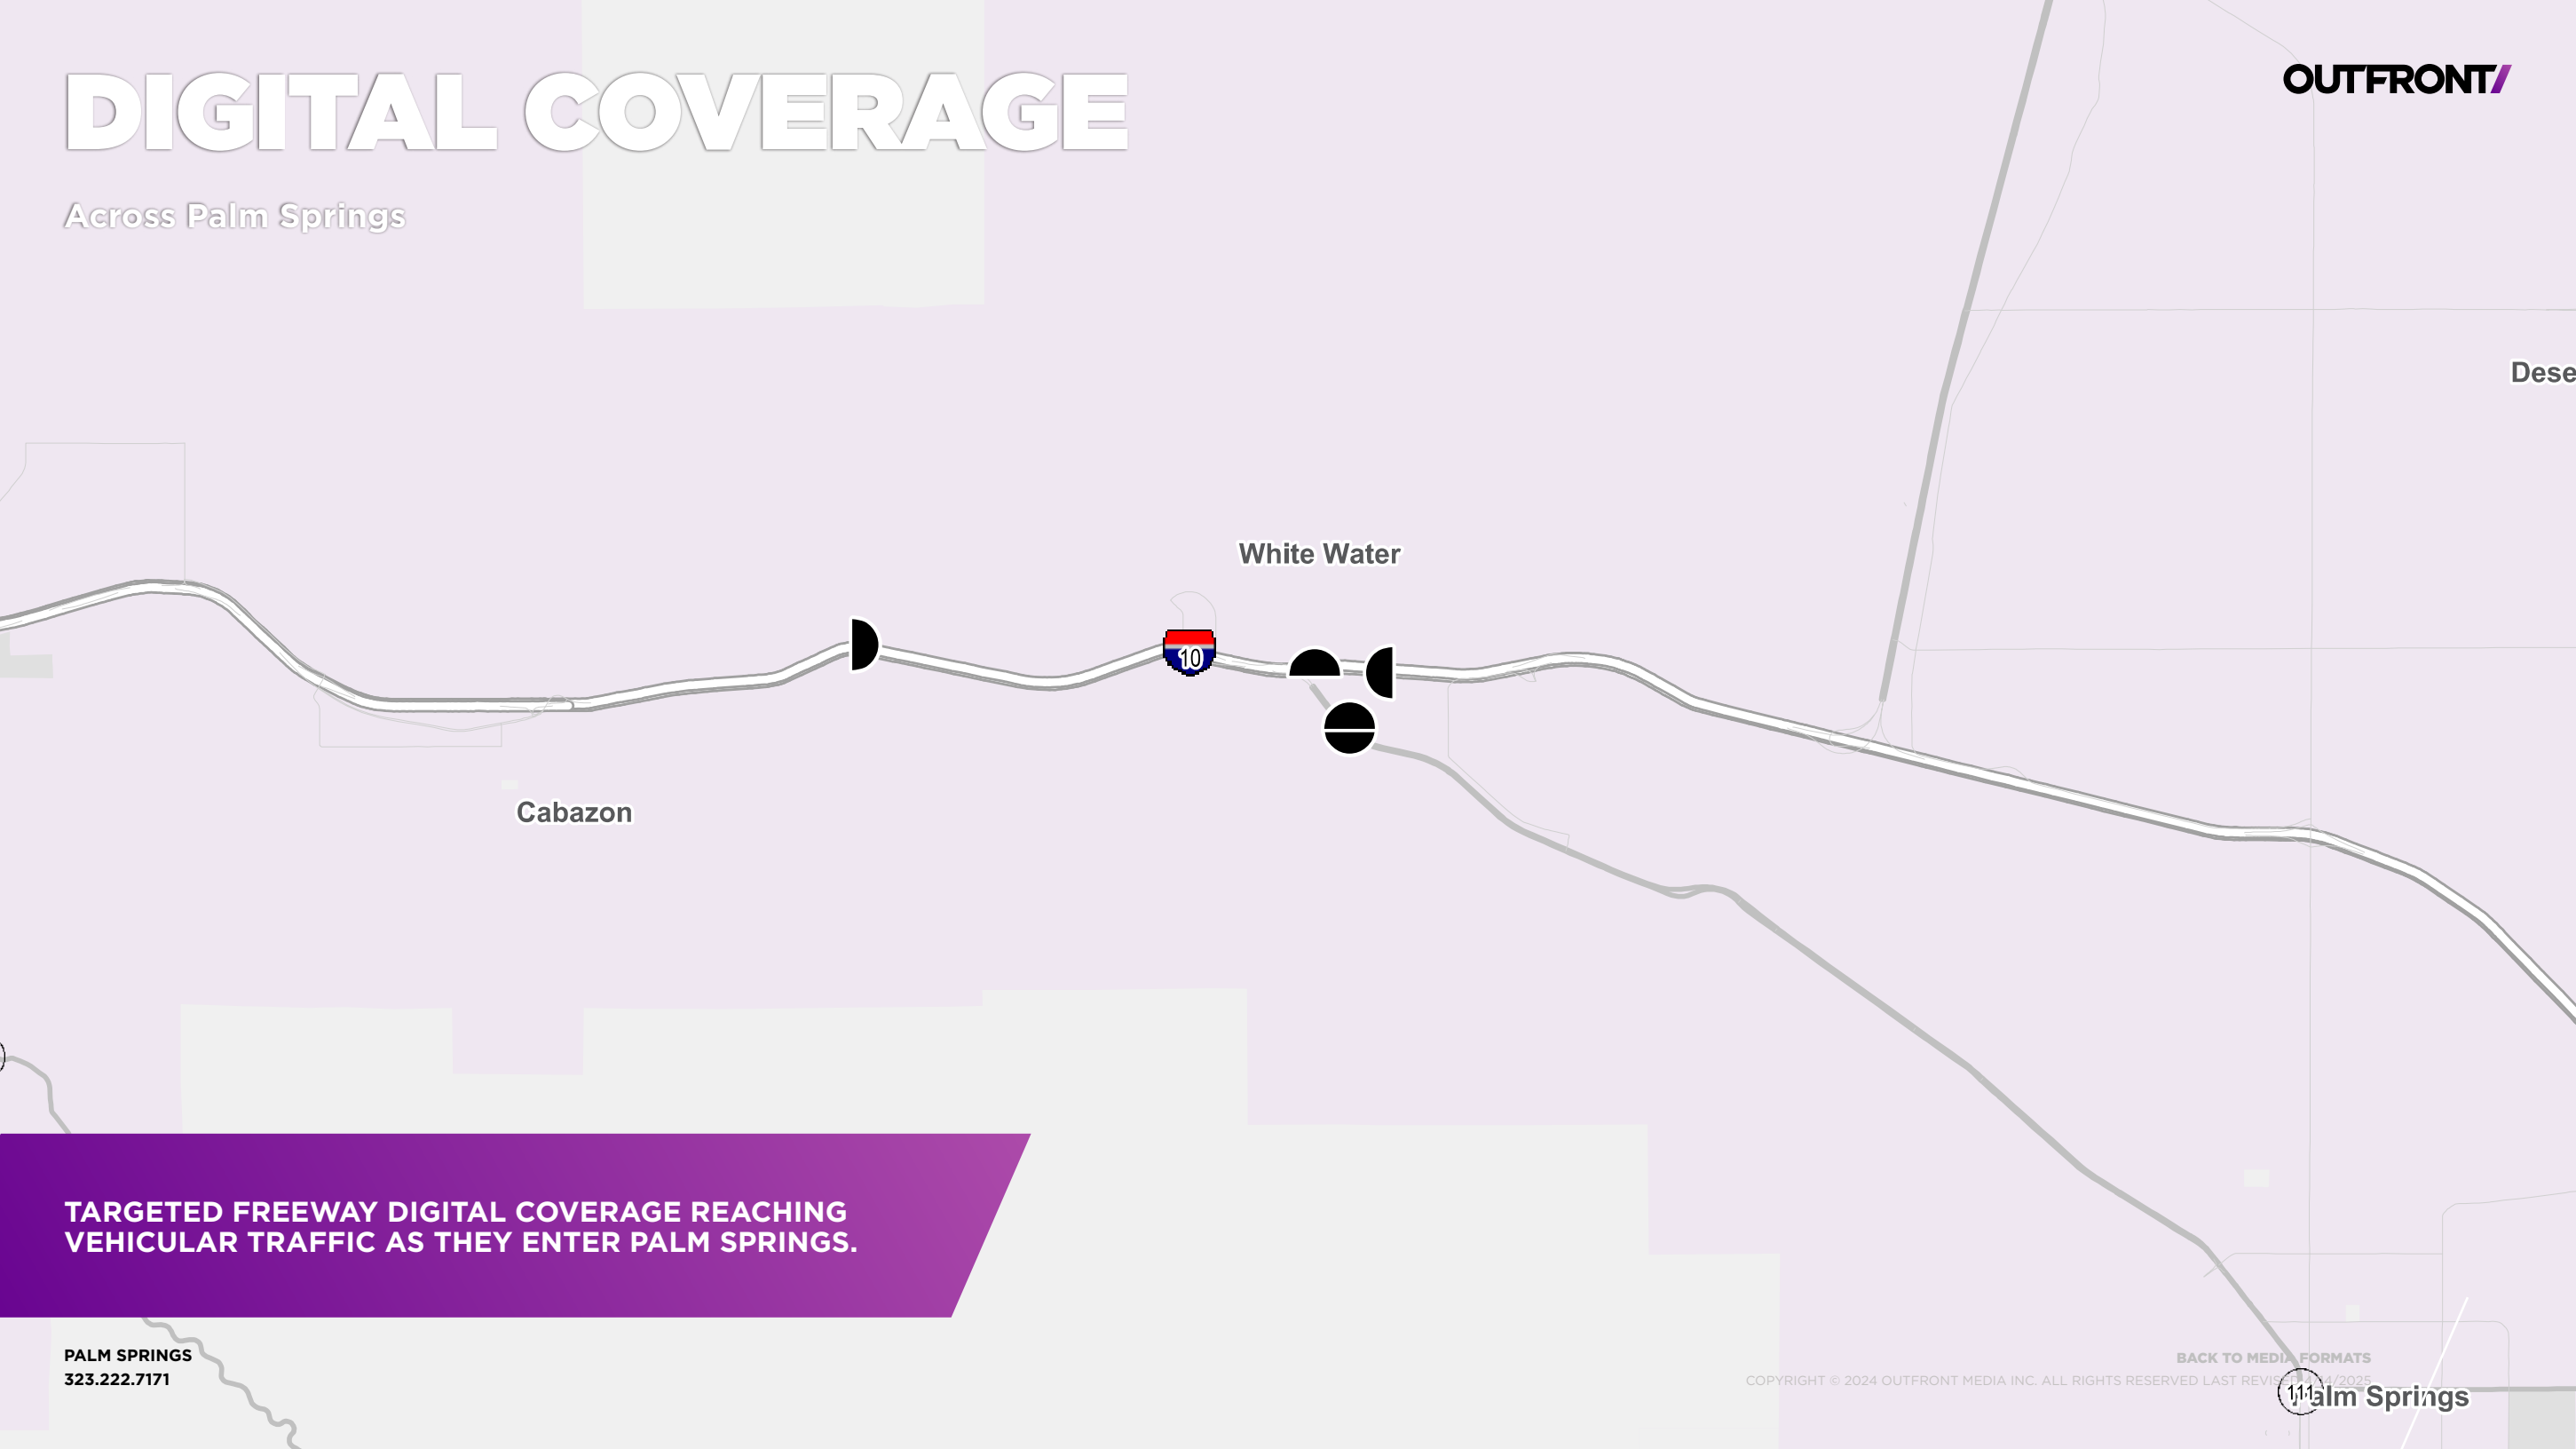 DIGITAL COVERAGE
OUTFRONT/
Across Palm Springs
Dese
White Water
10
Cabazon
TARGETED FREEWAY DIGITAL COVERAGE REACHING
VEHICULAR TRAFFIC AS THEY ENTER PALM SPRINGS.
PALM SPRINGS
323.222.7171
BACK TO MEDIA FORMATS
COPYRIGHT © 2024 OUTFRONT MEDIA INC. ALL RIGHTS RESERVED LAST REVISED /2025
111
Palm Springs